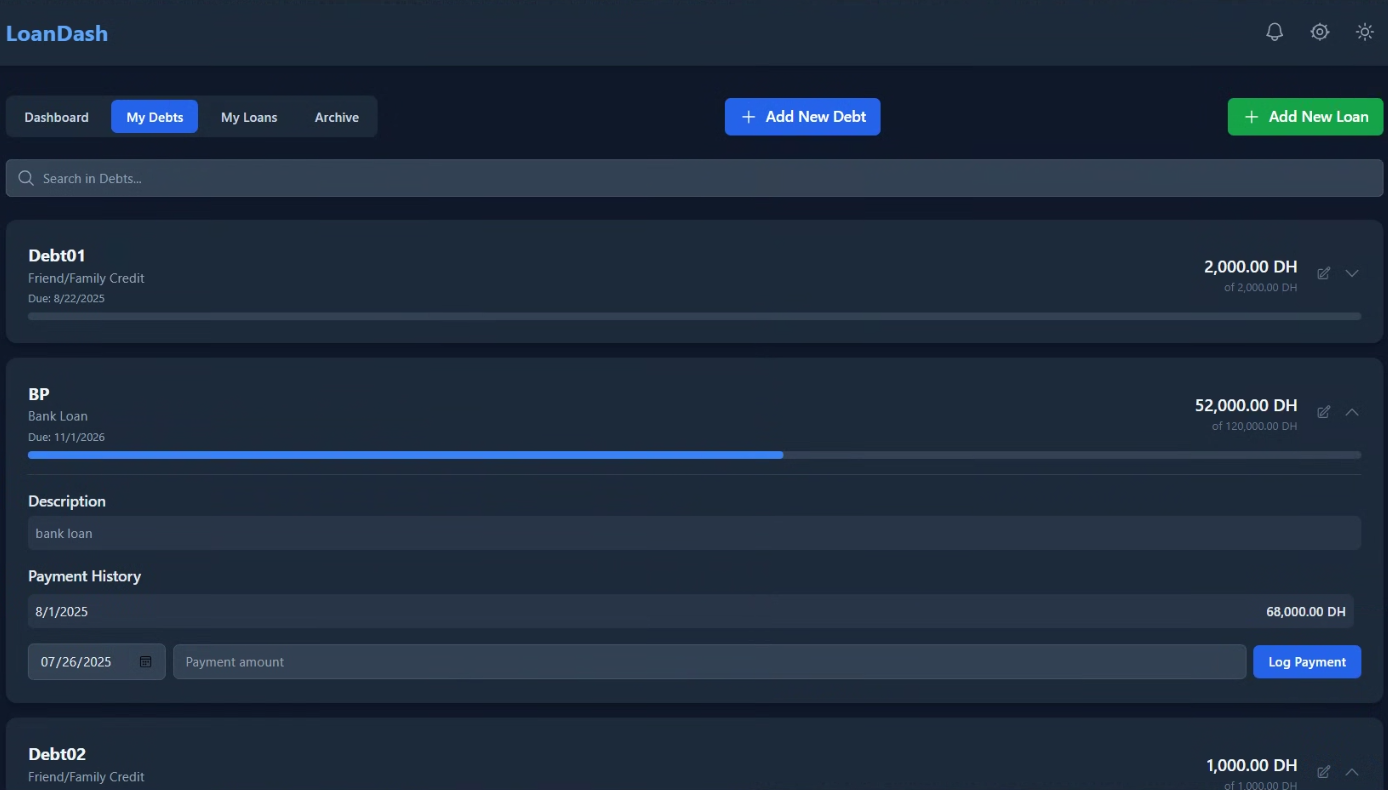 LoanDash
Dashboard
My Debts
My Loans
Archive
+ Add New Debt
+ Add New Loan
Search in Debts...
Debt01
Friend/Family Credit
Due: 8/22/2025
2,000.00 DH
of 2,000.00 DH
BP
Bank Loan
Due: 11/1/2026
52,000.00 DH
of 120,000.00 DH
Description
bank loan
Payment History
8/1/2025 68,000.00 DH
07/26/2025
Payment amount
Log Payment
Debt02
Friend/Family Credit
1,000.00 DH
of 1,000.00 DH